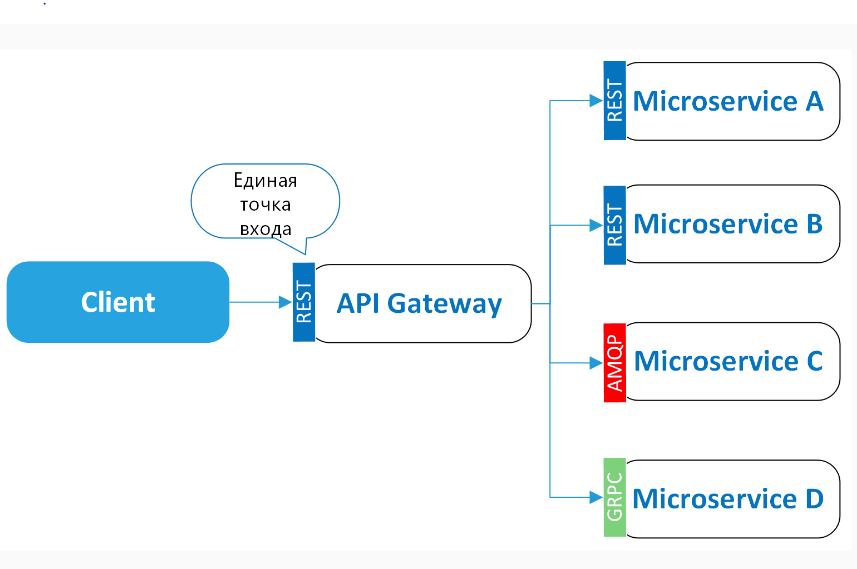 REST
Microservice A
Единая
точка
входа
REST
Microservice B
Client
REST
API Gateway
AMQP
Microservice C
GRPC
Microservice D